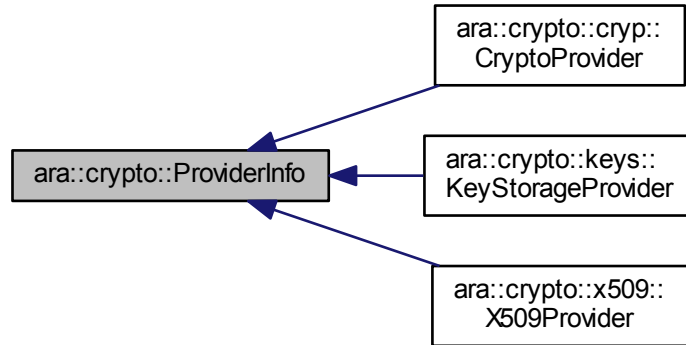 ara::crypto::cryp::
CryptoProvider
ara::crypto::ProviderInfo
ara::crypto::keys::
KeyStorageProvider
ara::crypto::x509::
X509Provider